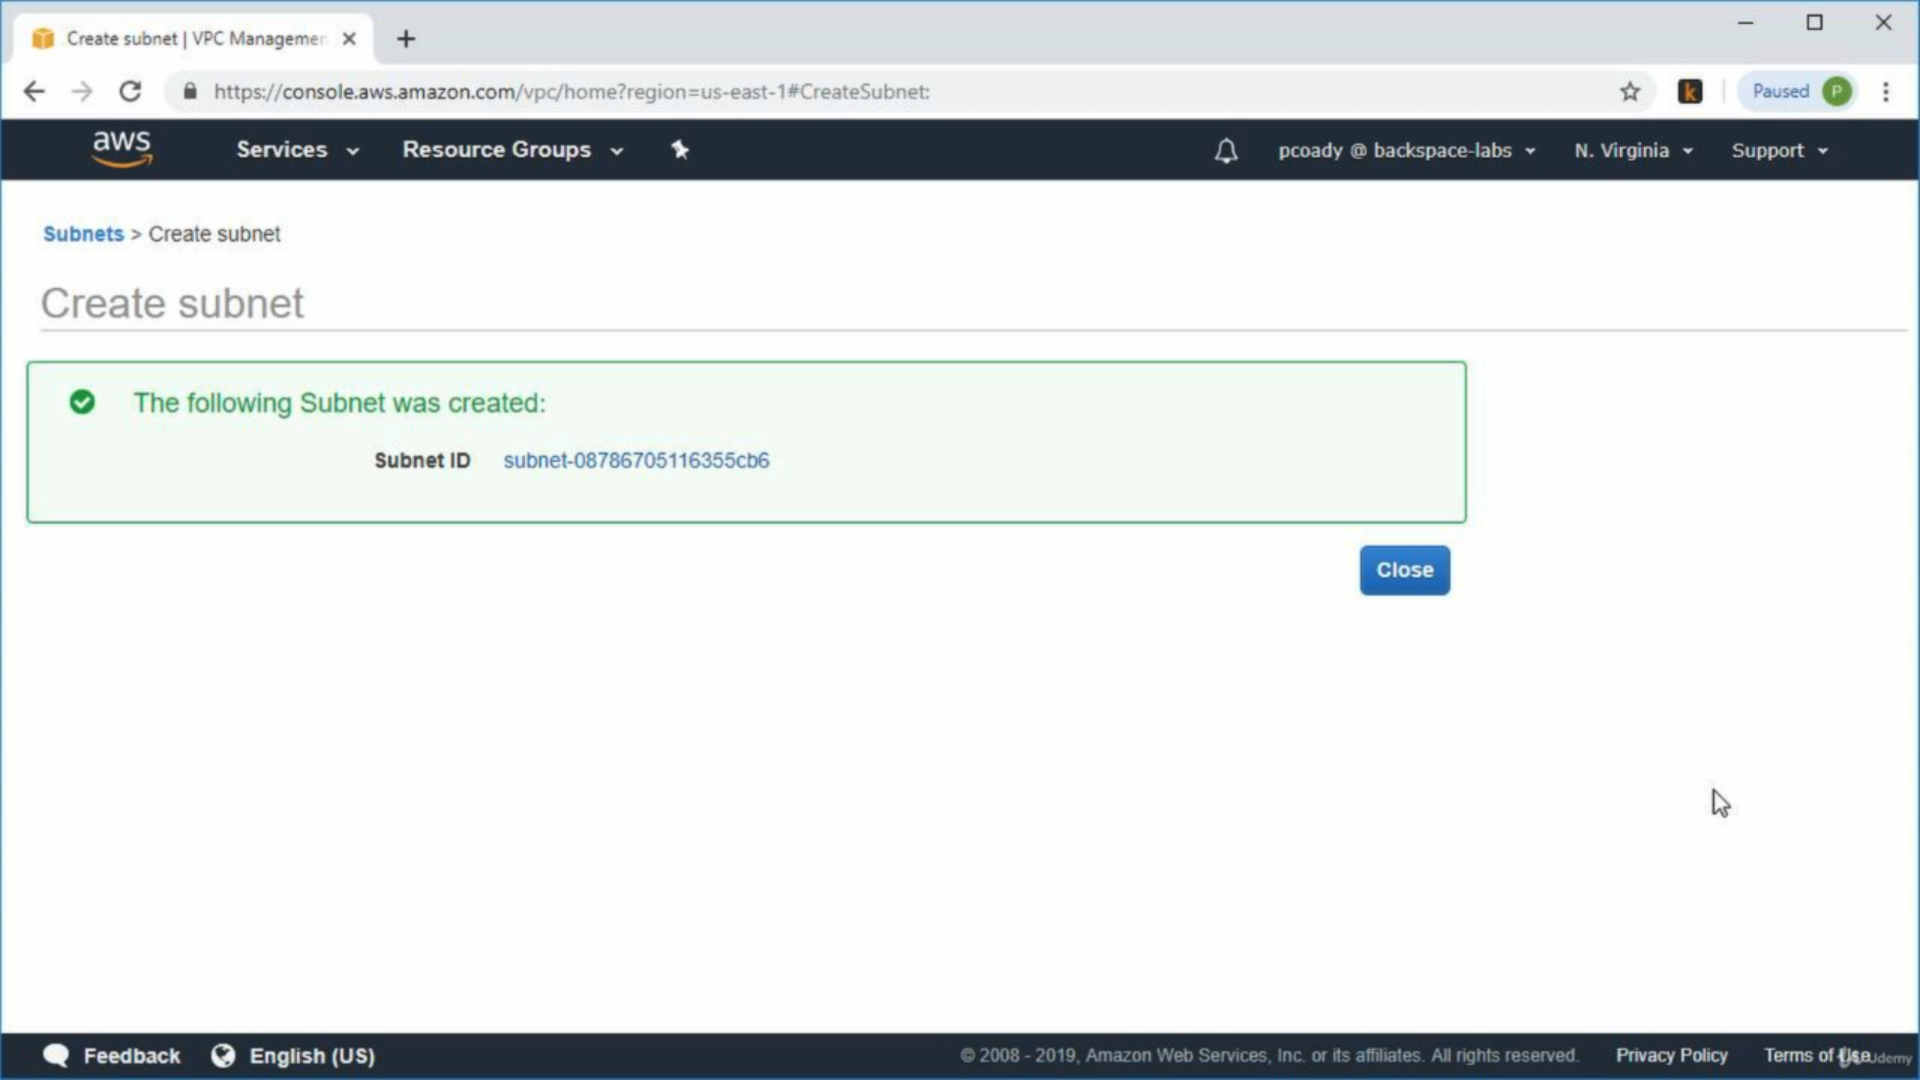 Create subnet | VPC Managemen
https://console.aws.amazon.com/vpc/home?region=us-east-1#CreateSubnet:
k
Paused P
aws
Services
Resource Groups
pcoady @ backspace-labs
N. Virginia
Support
Subnets > Create subnet
Create subnet
The following Subnet was created:
Subnet ID subnet-08786705116355cb6
Close
Feedback
English (US)
© 2008 - 2019, Amazon Web Services, Inc. or its affiliates. All rights reserved.
Privacy Policy
Terms of Use
Udemy